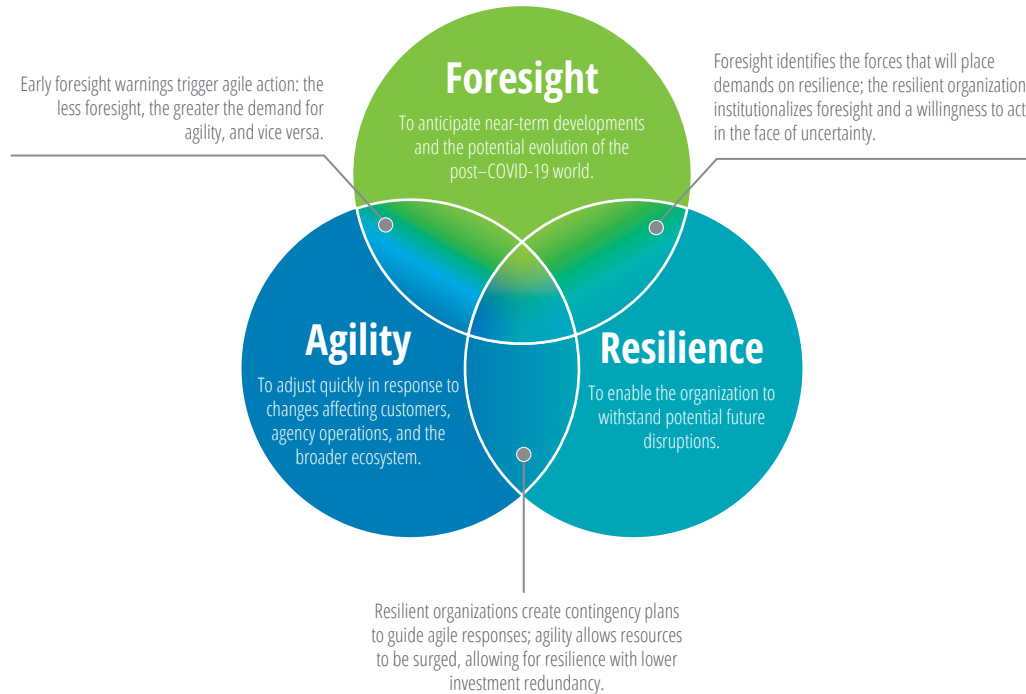 Foresight
To anticipate near-term developments
and the potential evolution of the
post–COVID-19 world.
Early foresight warnings trigger agile action: the
less foresight, the greater the demand for
agility, and vice versa.
Foresight identifies the forces that will place
demands on resilience; the resilient organization
institutionalizes foresight and a willingness to act
in the face of uncertainty.
Agility
To adjust quickly in response to
changes affecting customers,
agency operations, and the
broader ecosystem.
Resilience
To enable the organization to
withstand potential future
disruptions.
Resilient organizations create contingency plans
to guide agile responses; agility allows resources
to be surged, allowing for resilience with lower
investment redundancy.